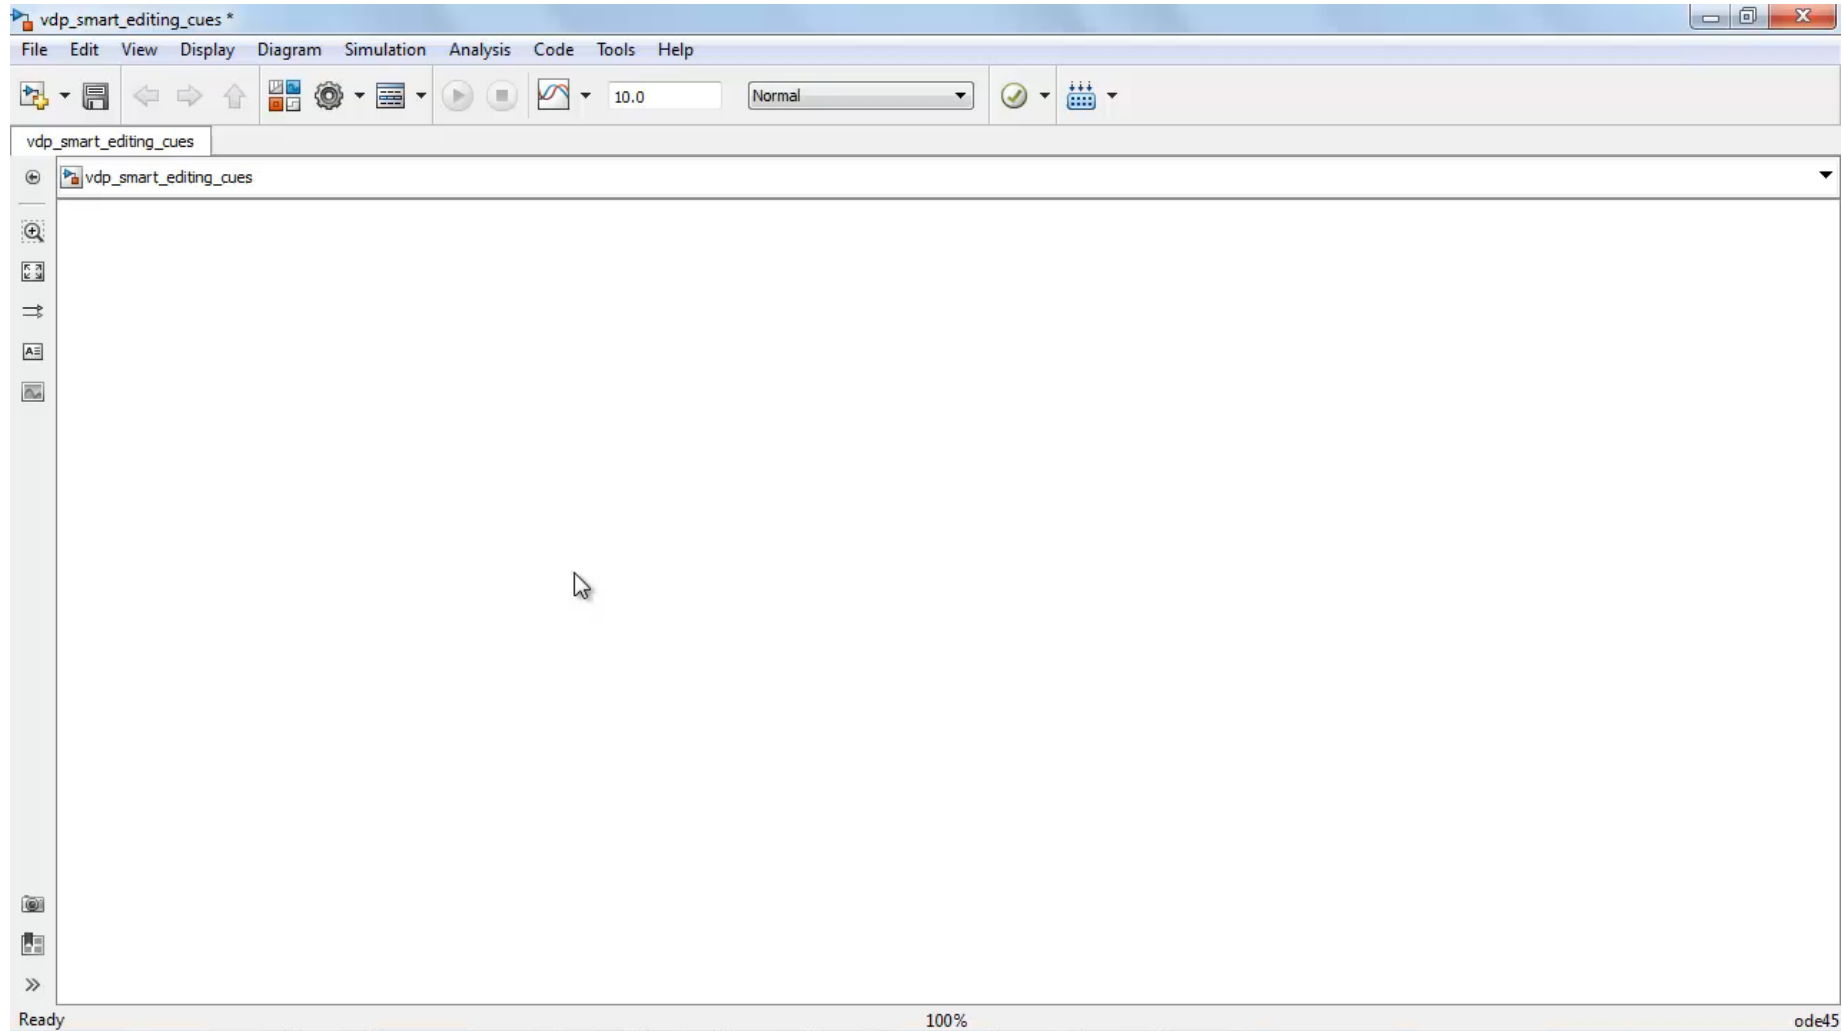 vdp_smart_editing_cues *
File Edit View Display Diagram Simulation Analysis Code Tools Help
10.0 Normal
vdp_smart_editing_cues
vdp_smart_editing_cues
Ready 100% ode45